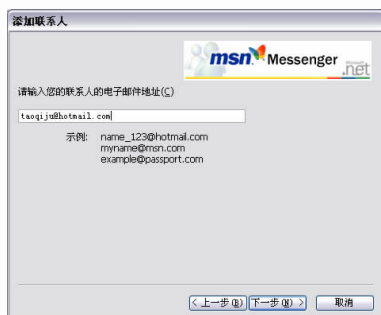 添加联系人
msn Messenger .net
请输入您的联系人的电子邮件地址(C)
taoqiju@hotmail.com
示例: name_123@hotmail.com
myname@msn.com
example@passport.com
< 上一步(B) 下一步(N) > 取消